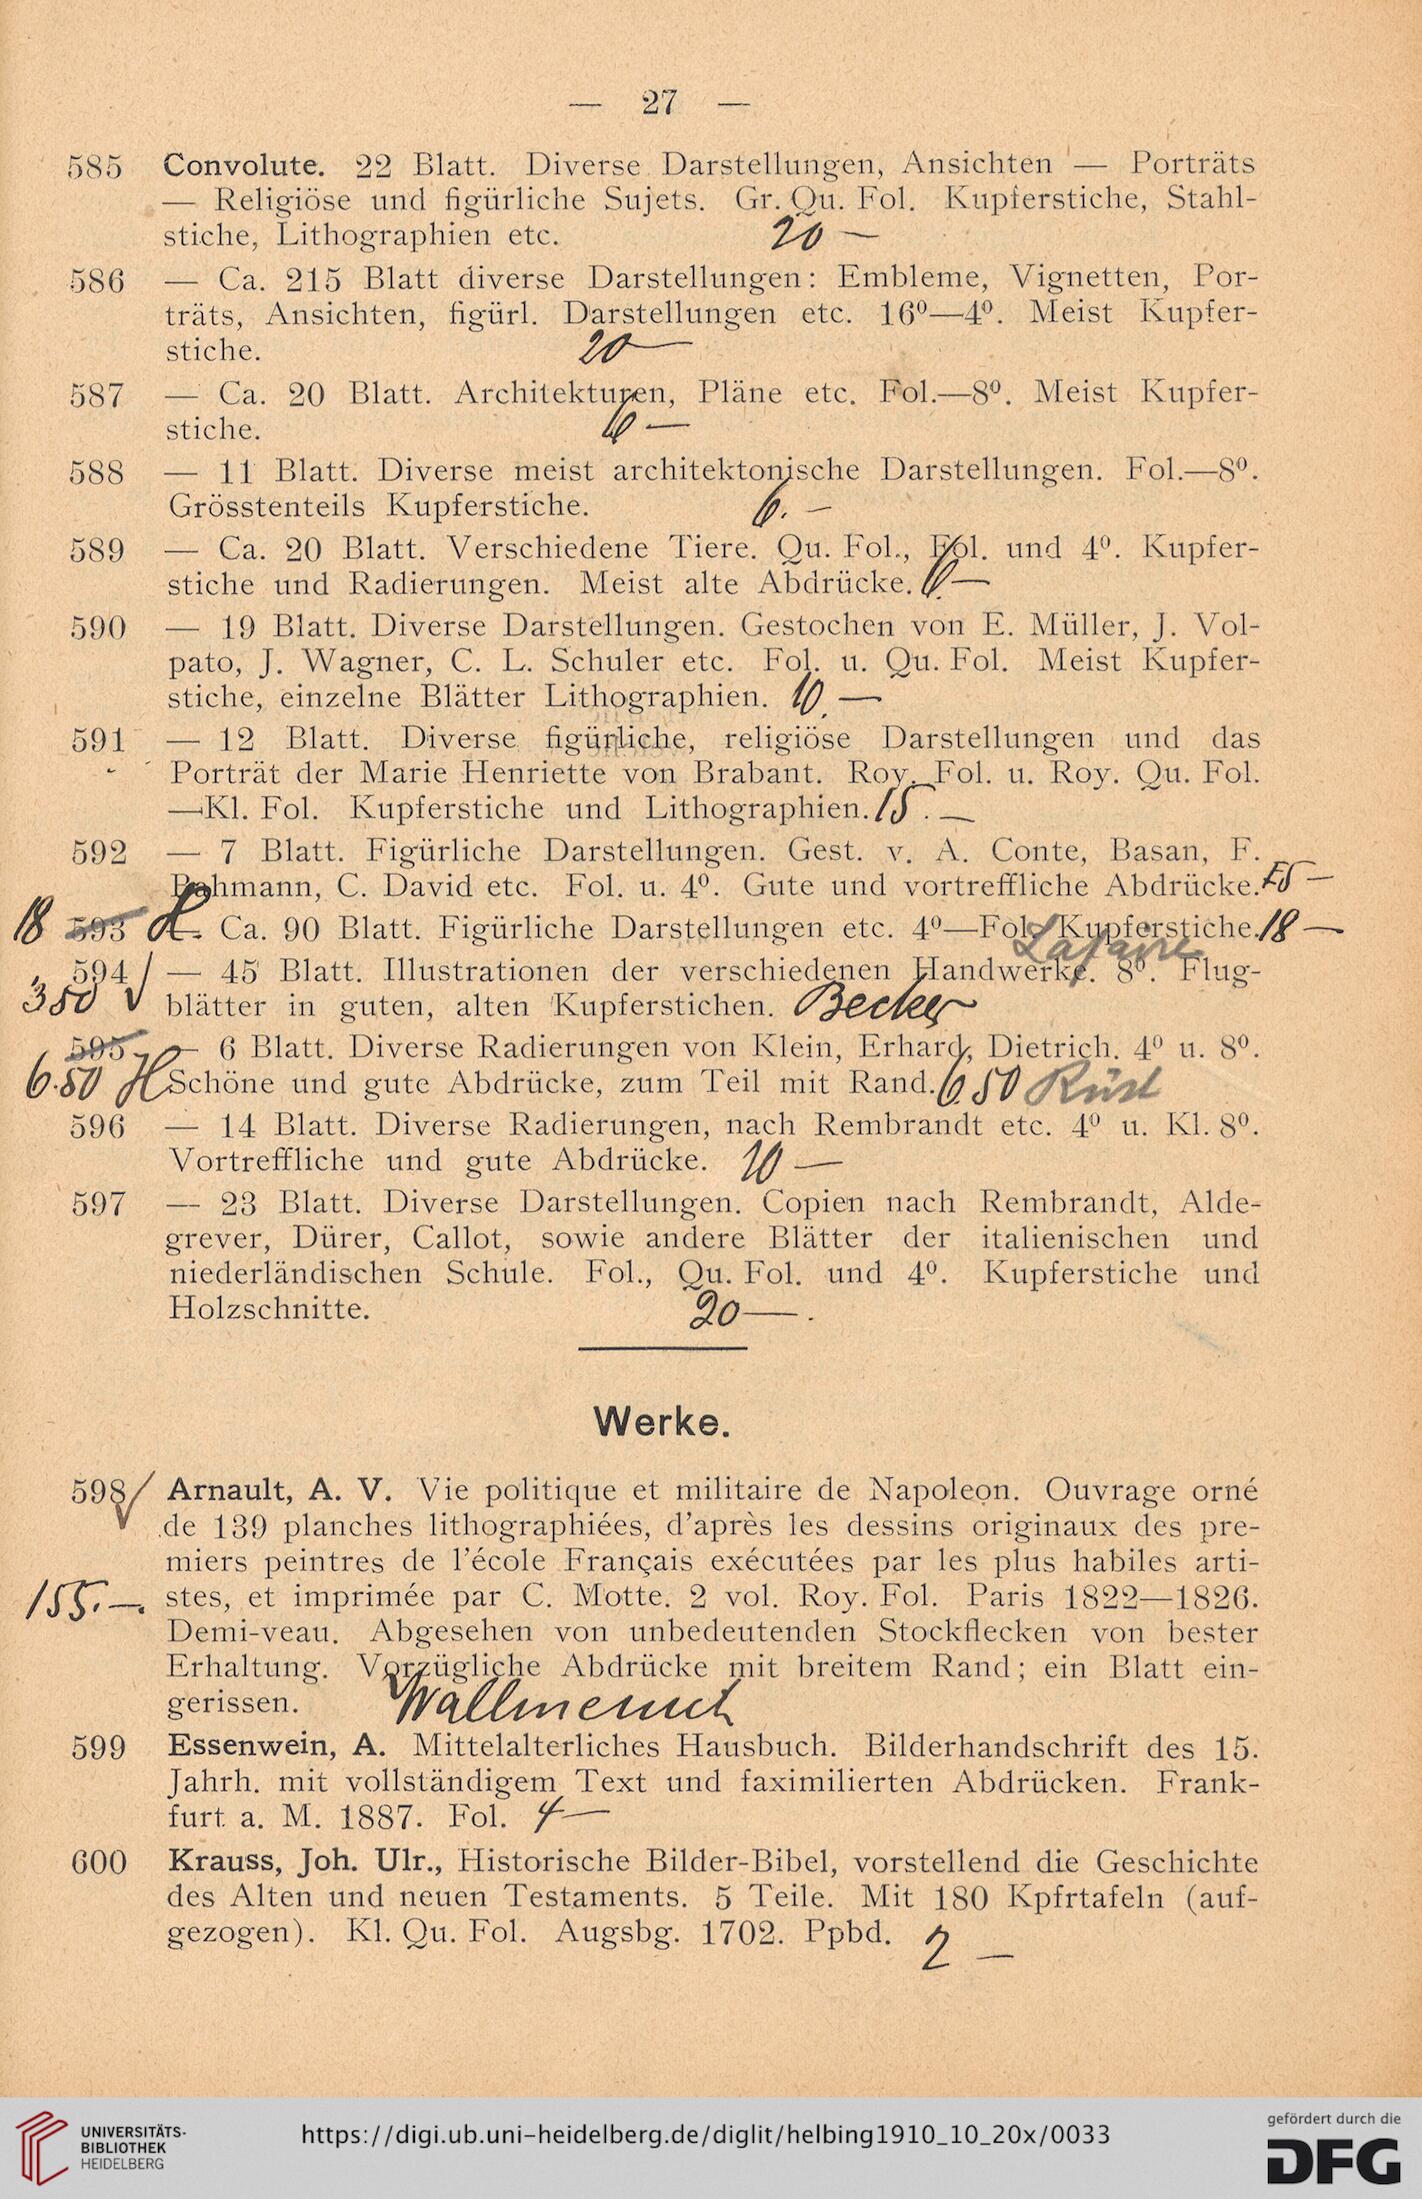 — 27 —
585 Convolute. 22 Blatt. Diverse Darstellungen, Ansichten — Porträts
— Religiöse und figürliche Sujets. Gr. Qu. Fol. Kupferstiche, Stahl-
stiche, Lithographien etc. 20 —
586 — Ca. 215 Blatt diverse Darstellungen: Embleme, Vignetten, Por-
träts, Ansichten, figürl. Darstellungen etc. 16⁰—4⁰. Meist Kupfer-
stiche. 20 —
587 — Ca. 20 Blatt. Architekturen, Pläne etc. Fol.—8⁰. Meist Kupfer-
stiche. 6 —
588 — 11 Blatt. Diverse meist architektonische Darstellungen. Fol.—8⁰.
Grösstenteils Kupferstiche. 6. —
589 — Ca. 20 Blatt. Verschiedene Tiere. Qu. Fol., Fol. und 4⁰. Kupfer-
stiche und Radierungen. Meist alte Abdrücke. 6. —
590 — 19 Blatt. Diverse Darstellungen. Gestochen von E. Müller, J. Vol-
pato, J. Wagner, C. L. Schuler etc. Fol. u. Qu. Fol. Meist Kupfer-
stiche, einzelne Blätter Lithographien. 10. —
591 — 12 Blatt. Diverse figürliche, religiöse Darstellungen und das
Porträt der Marie Henriette von Brabant. Roy. Fol. u. Roy. Qu. Fol.
—Kl. Fol. Kupferstiche und Lithographien. 15. —
592 — 7 Blatt. Figürliche Darstellungen. Gest. v. A. Conte, Basan, F.
Bahmann, C. David etc. Fol. u. 4⁰. Gute und vortreffliche Abdrücke. 15 —
18 593 H — Ca. 90 Blatt. Figürliche Darstellungen etc. 4⁰—Fol. Kupferstiche. 18 —
594 — 45 Blatt. Illustrationen der verschiedenen Handwerke. 8⁰. Flug-
350 blätter in guten, alten Kupferstichen. Becker
595 — 6 Blatt. Diverse Radierungen von Klein, Erhard, Dietrich. 4⁰ u. 8⁰.
6.50 H Schöne und gute Abdrücke, zum Teil mit Rand. 6.50
596 — 14 Blatt. Diverse Radierungen, nach Rembrandt etc. 4⁰ u. Kl. 8⁰.
Vortreffliche und gute Abdrücke. 10 —
597 — 23 Blatt. Diverse Darstellungen. Copien nach Rembrandt, Alde-
grever, Dürer, Callot, sowie andere Blätter der italienischen und
niederländischen Schule. Fol., Qu. Fol. und 4⁰. Kupferstiche und
Holzschnitte. 20 —.
Werke.
598 Arnault, A. V. Vie politique et militaire de Napoleon. Ouvrage orné
de 139 planches lithographiées, d'après les dessins originaux des pre-
miers peintres de l'école Français exécutées par les plus habiles arti-
155.—. stes, et imprimée par C. Motte. 2 vol. Roy. Fol. Paris 1822—1826.
Demi-veau. Abgesehen von unbedeutenden Stockflecken von bester
Erhaltung. Vorzügliche Abdrücke mit breitem Rand; ein Blatt ein-
gerissen.
599 Essenwein, A. Mittelalterliches Hausbuch. Bilderhandschrift des 15.
Jahrh. mit vollständigem Text und faximilierten Abdrücken. Frank-
furt a. M. 1887. Fol. 4 —
600 Krauss, Joh. Ulr., Historische Bilder-Bibel, vorstellend die Geschichte
des Alten und neuen Testaments. 5 Teile. Mit 180 Kpfrtafeln (auf-
gezogen). Kl. Qu. Fol. Augsbg. 1702. Ppbd. 2 —
UNIVERSITÄTS-
BIBLIOTHEK
HEIDELBERG
https://digi.ub.uni-heidelberg.de/diglit/helbing1910_10_20x/0033
gefördert durch die
DFG